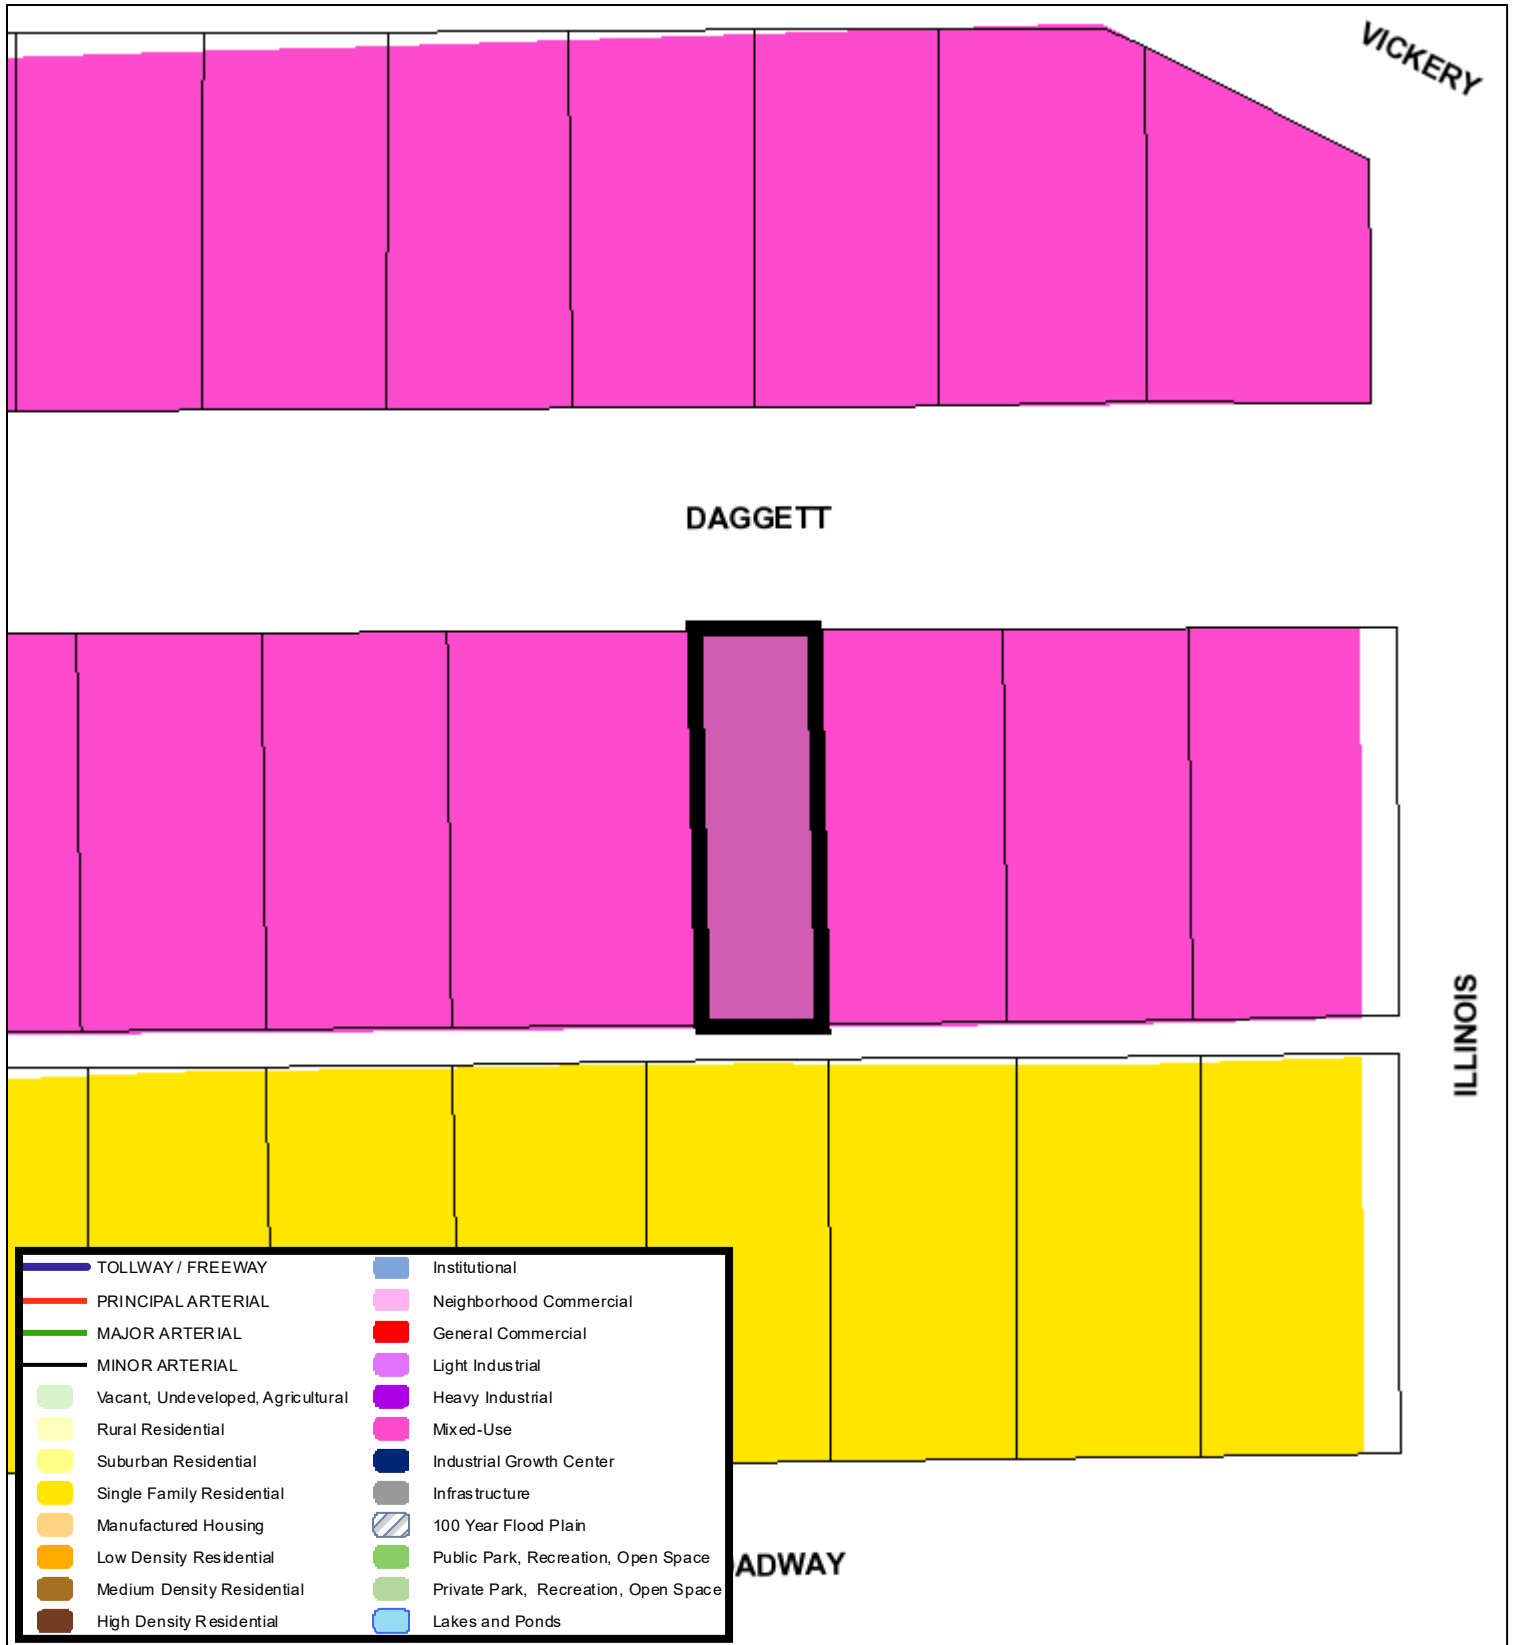 VICKERY
DAGGETT
ILLINOIS
TOLLWAY / FREEWAY
PRINCIPAL ARTERIAL
MAJOR ARTERIAL
MINOR ARTERIAL
Vacant, Undeveloped, Agricultural
Rural Residential
Suburban Residential
Single Family Residential
Manufactured Housing
Low Density Residential
Medium Density Residential
High Density Residential
Institutional
Neighborhood Commercial
General Commercial
Light Industrial
Heavy Industrial
Mixed-Use
Industrial Growth Center
Infrastructure
100 Year Flood Plain
Public Park, Recreation, Open Space
Private Park, Recreation, Open Space
Lakes and Ponds
ADWAY